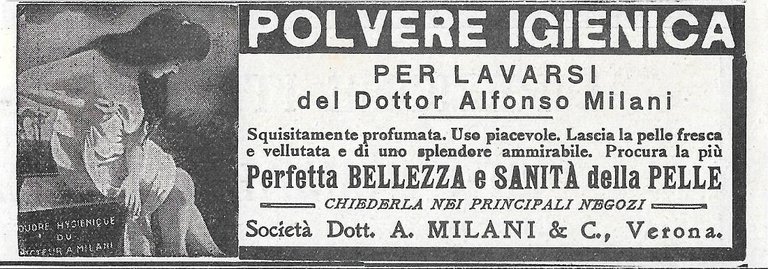 POLVERE IGIENICA
PER LAVARSI
del Dottor Alfonso Milani
Squisitamente profumata. Uso piacevole. Lascia la pelle fresca
e vellutata e di uno splendore ammirabile. Procura la più
Perfetta BELLEZZA e SANITÀ della PELLE
CHIEDERLA NEI PRINCIPALI NEGOZI
Società Dott. A. MILANI & C., Verona.
OUDRE HYGIENIQUE
DU
OCTEUR A MILANI